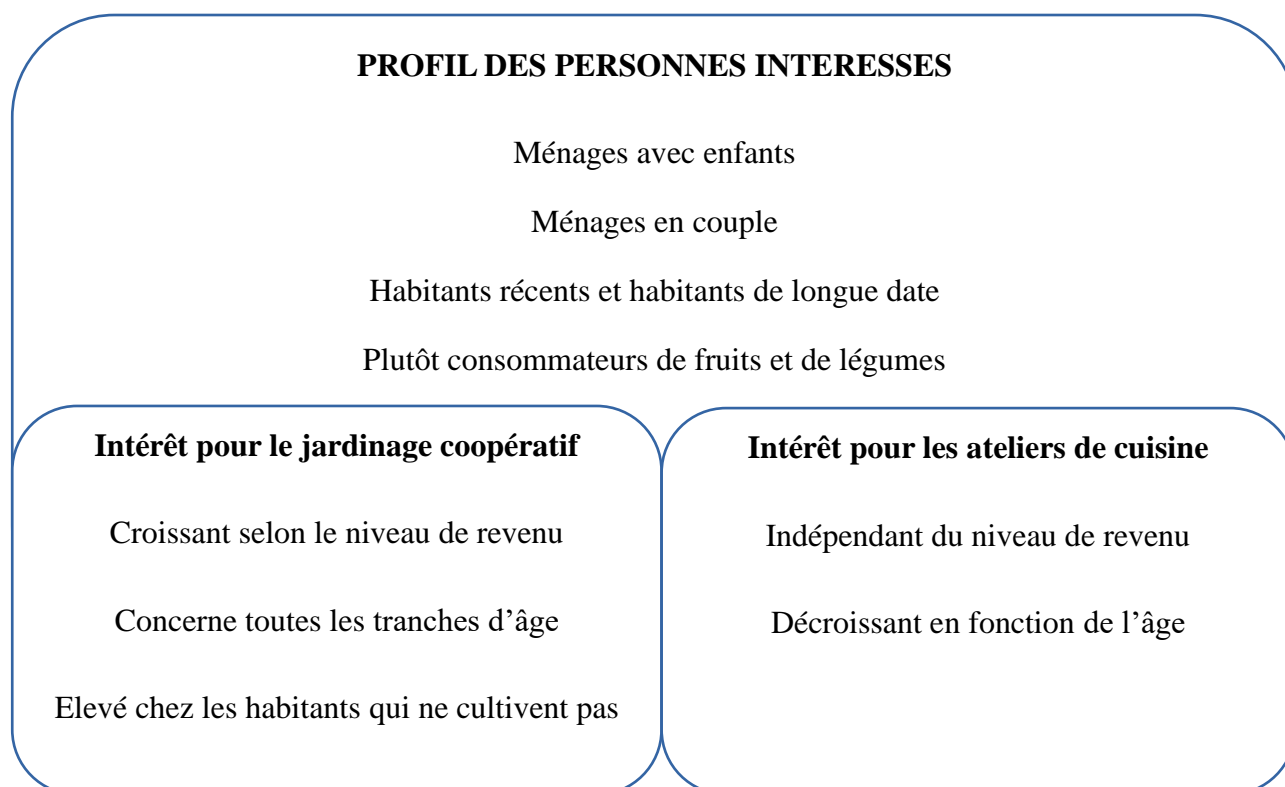 PROFIL DES PERSONNES INTERESSES
Ménages avec enfants
Ménages en couple
Habitants récents et habitants de longue date
Plutôt consommateurs de fruits et de légumes
Intérêt pour le jardinage coopératif
Croissant selon le niveau de revenu
Concerne toutes les tranches d’âge
Elevé chez les habitants qui ne cultivent pas
Intérêt pour les ateliers de cuisine
Indépendant du niveau de revenu
Décroissant en fonction de l’âge